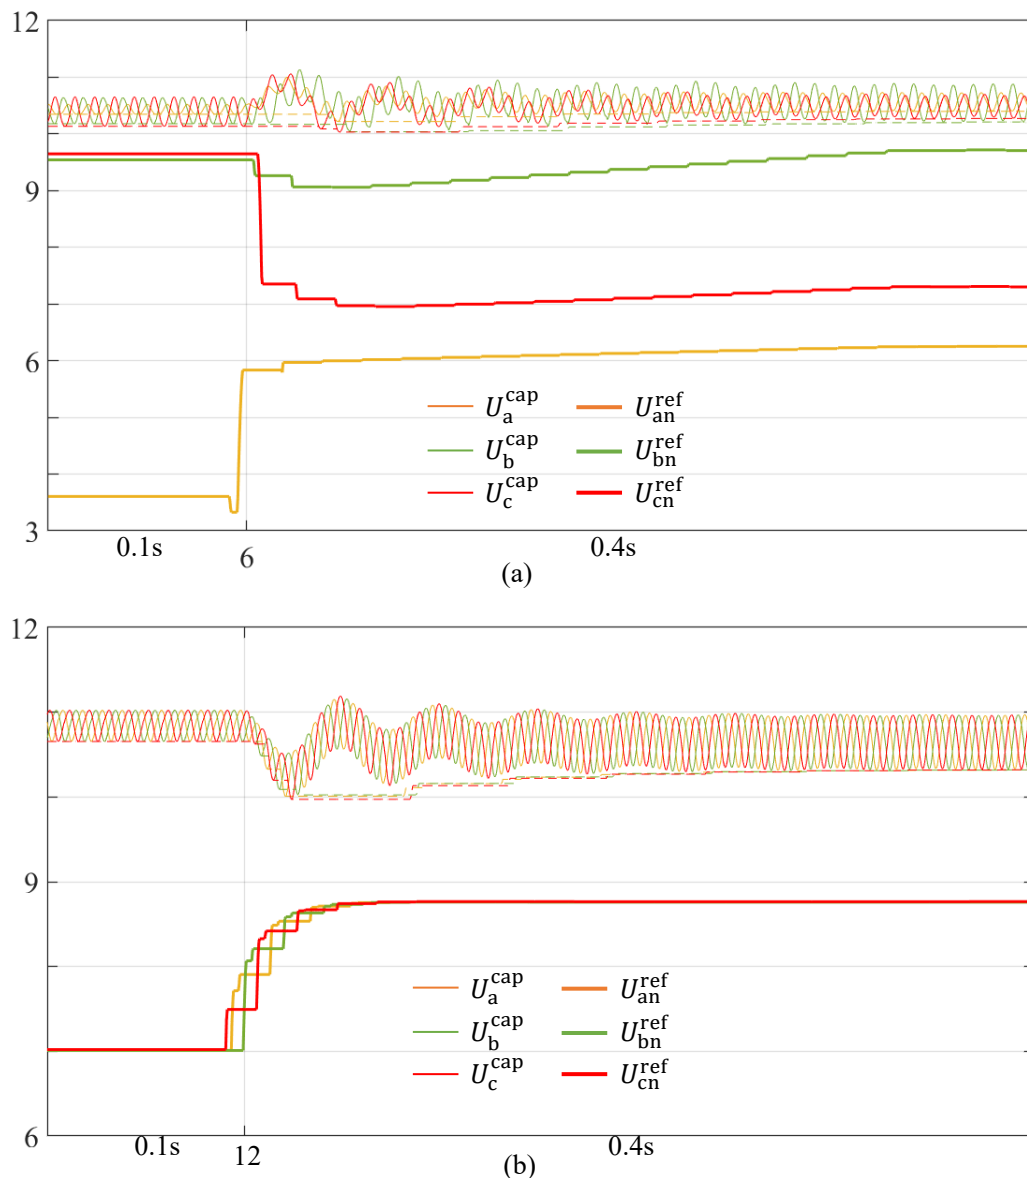 12
9
6
3
U_a^cap U_an^ref
U_b^cap U_bn^ref
U_c^cap U_cn^ref
0.1s 6 0.4s
(a)
12
9
6
U_a^cap U_an^ref
U_b^cap U_bn^ref
U_c^cap U_cn^ref
0.1s 12 0.4s
(b)